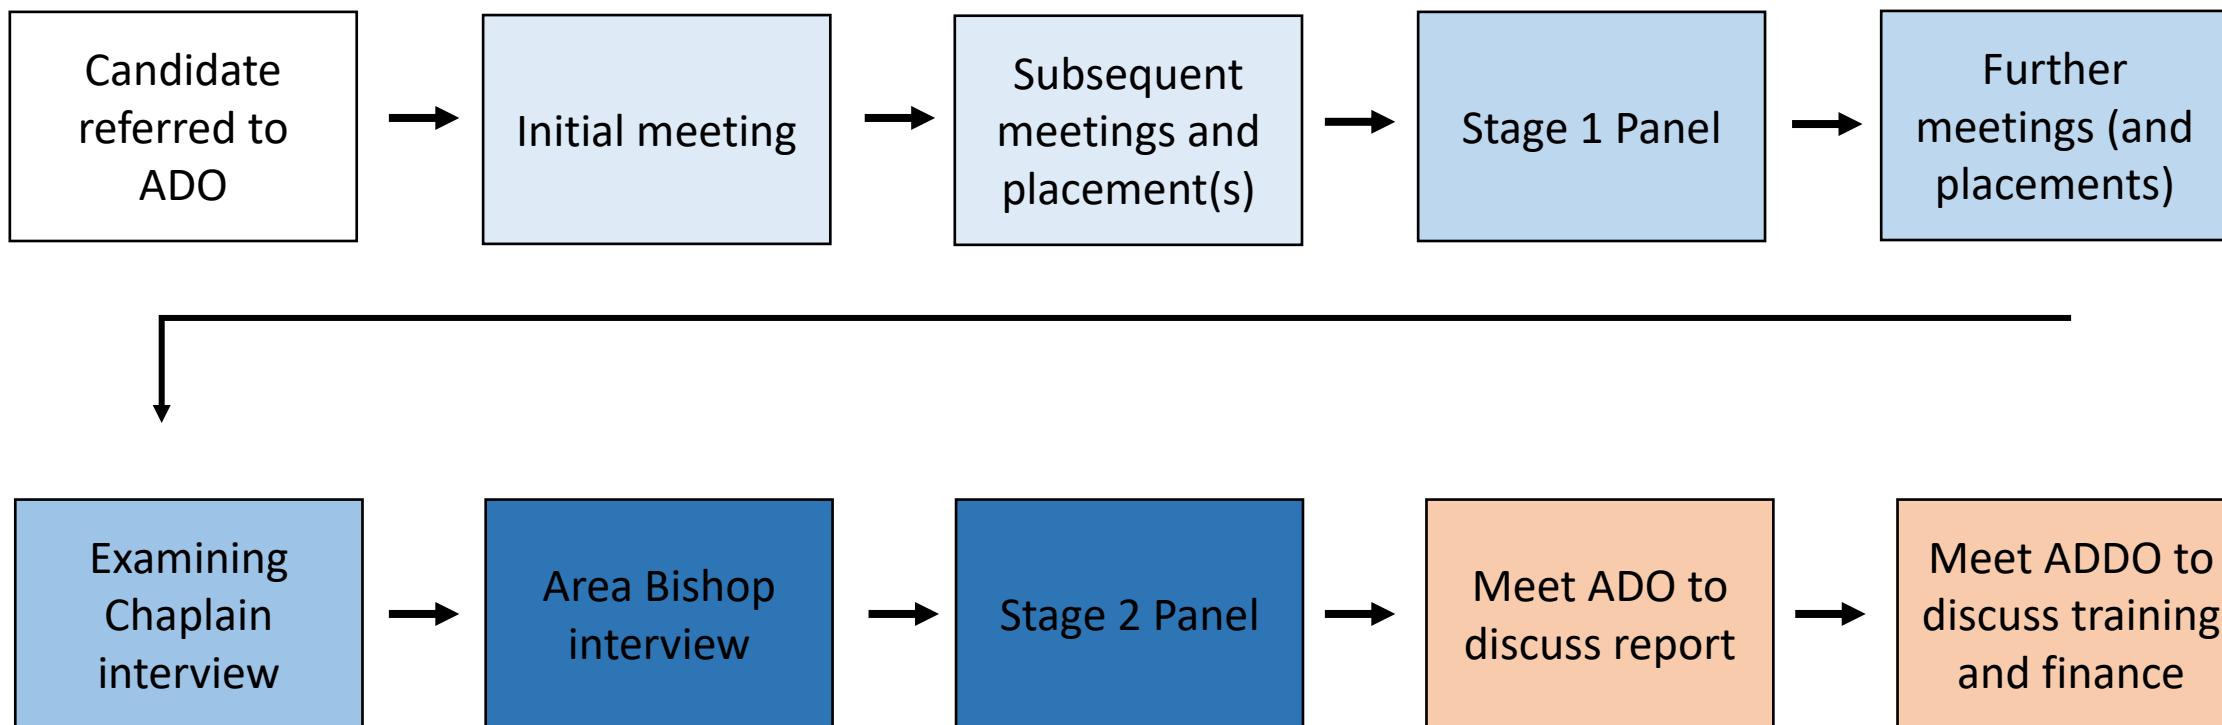 Candidate
referred to
ADO
Initial meeting
Subsequent
meetings and
placement(s)
Stage 1 Panel
Further
meetings (and
placements)
Examining
Chaplain
interview
Area Bishop
interview
Stage 2 Panel
Meet ADO to
discuss report
Meet ADDO to
discuss training
and finance